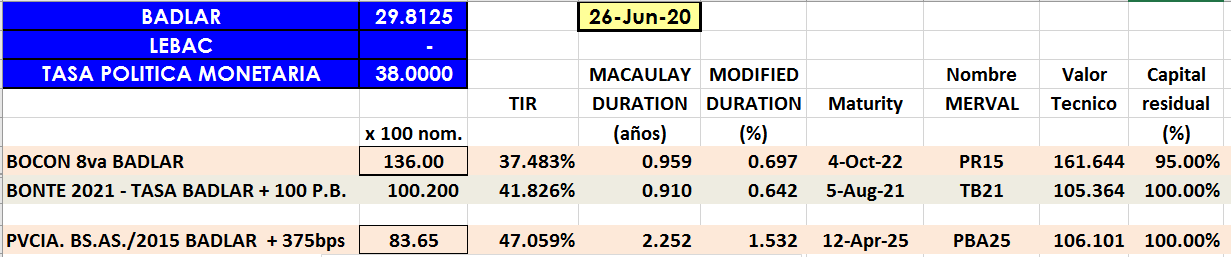 BADLAR 29.8125 26-Jun-20
LEBAC -
TASA POLITICA MONETARIA 38.0000 MACAULAY MODIFIED Nombre Valor Capital
TIR DURATION DURATION Maturity MERVAL Tecnico residual
x 100 nom. (años) (%) (%)
BOCON 8va BADLAR 136.00 37.483% 0.959 0.697 4-Oct-22 PR15 161.644 95.00%
BONTE 2021 - TASA BADLAR + 100 P.B. 100.200 41.826% 0.910 0.642 5-Aug-21 TB21 105.364 100.00%
PVCIA. BS.AS./2015 BADLAR + 375bps 83.65 47.059% 2.252 1.532 12-Apr-25 PBA25 106.101 100.00%